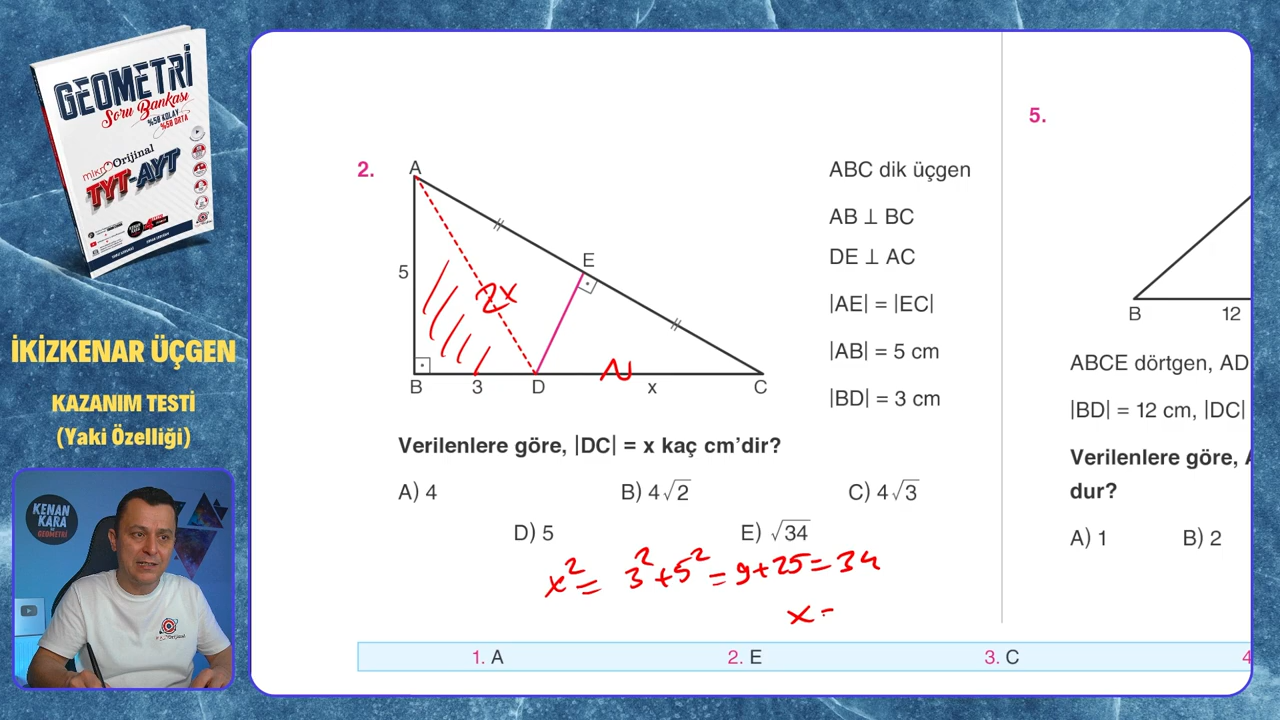 GEOMETRİ
Soru Bankası
%50 KOLAY
%50 ORTA
mikro Orijinal
TYT-AYT
İKİZKENAR ÜÇGEN
KAZANIM TESTİ
(Yaki Özelliği)
KENAN
KARA
GEOMETRİ
2.
A
5
E
2x
B
3
D
x
C
ABC dik üçgen
AB ⊥ BC
DE ⊥ AC
|AE| = |EC|
|AB| = 5 cm
|BD| = 3 cm
Verilenlere göre, |DC| = x kaç cm'dir?
A) 4 B) 4√2 C) 4√3
D) 5 E) √34
x² = 3² + 5² = 9 + 25 = 34
x =
1. A 2. E 3. C 4
5.
B
12
ABCE dörtgen, AD
|BD| = 12 cm, |DC|
Verilenlere göre, A
dur?
A) 1 B) 2